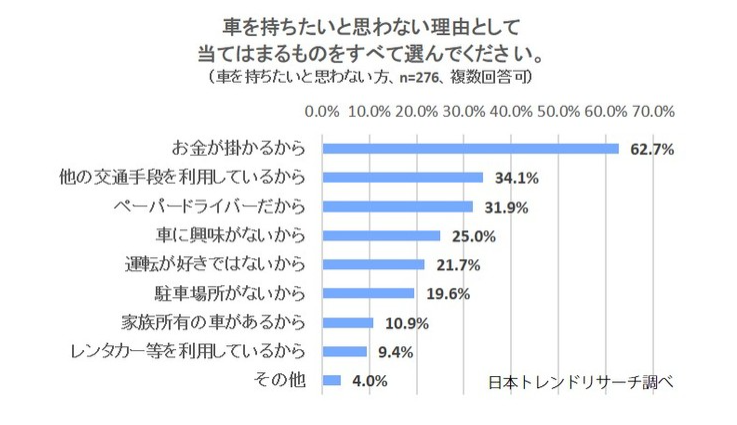 車を持ちたいと思わない理由として
当てはまるものをすべて選んでください。
（車を持ちたいと思わない方、n=276、複数回答可）
0.0% 10.0% 20.0% 30.0% 40.0% 50.0% 60.0% 70.0%
お金が掛かるから 62.7%
他の交通手段を利用しているから 34.1%
ペーパードライバーだから 31.9%
車に興味がないから 25.0%
運転が好きではないから 21.7%
駐車場所がないから 19.6%
家族所有の車があるから 10.9%
レンタカー等を利用しているから 9.4%
その他 4.0% 日本トレンドリサーチ調べ